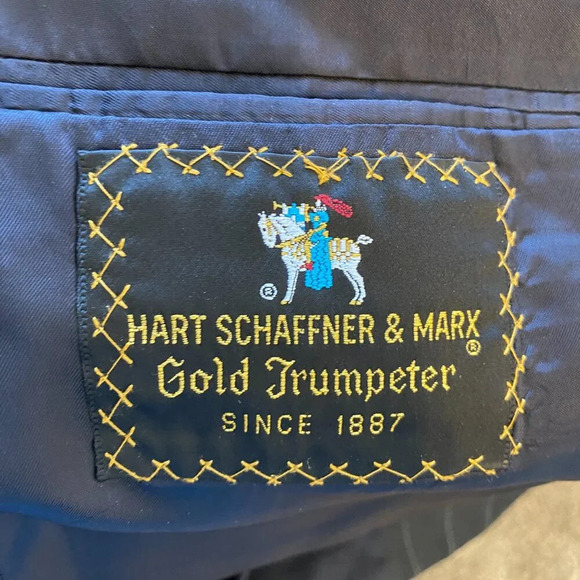 ®
HART SCHAFFNER & MARX®
Gold Trumpeter
SINCE 1887